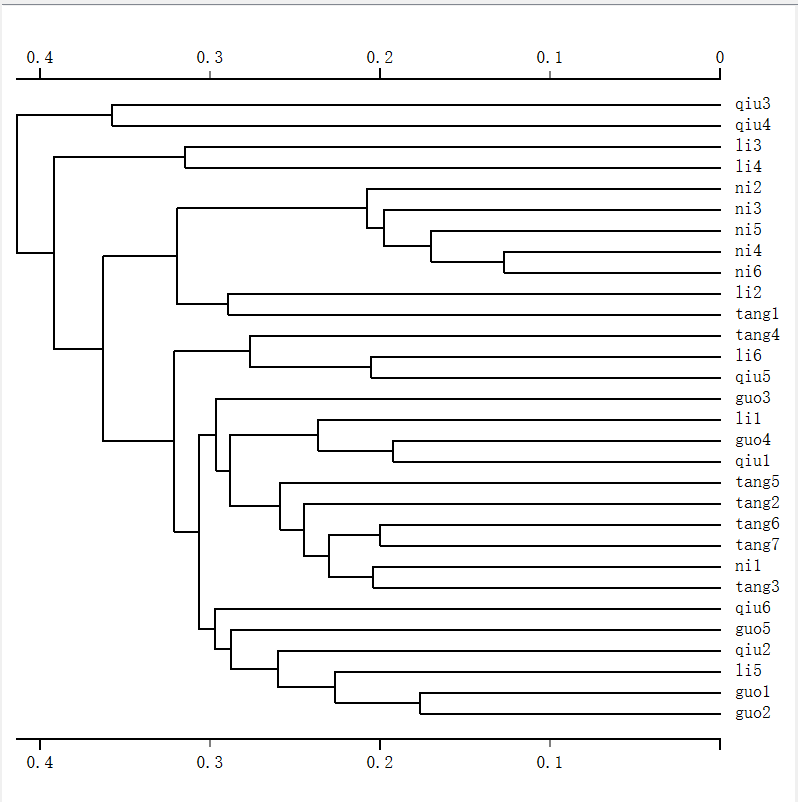 0.4 0.3 0.2 0.1 0
qiu3
qiu4
li3
li4
ni2
ni3
ni5
ni4
ni6
li2
tang1
tang4
li6
qiu5
guo3
li1
guo4
qiu1
tang5
tang2
tang6
tang7
ni1
tang3
qiu6
guo5
qiu2
li5
guo1
guo2
0.4 0.3 0.2 0.1